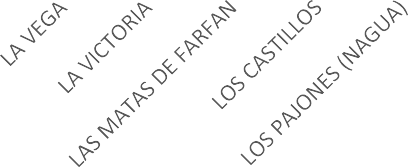 LA VEGA
LA VICTORIA
LAS MATAS DE FARFAN
LOS CASTILLOS
LOS PAJONES (NAGUA)